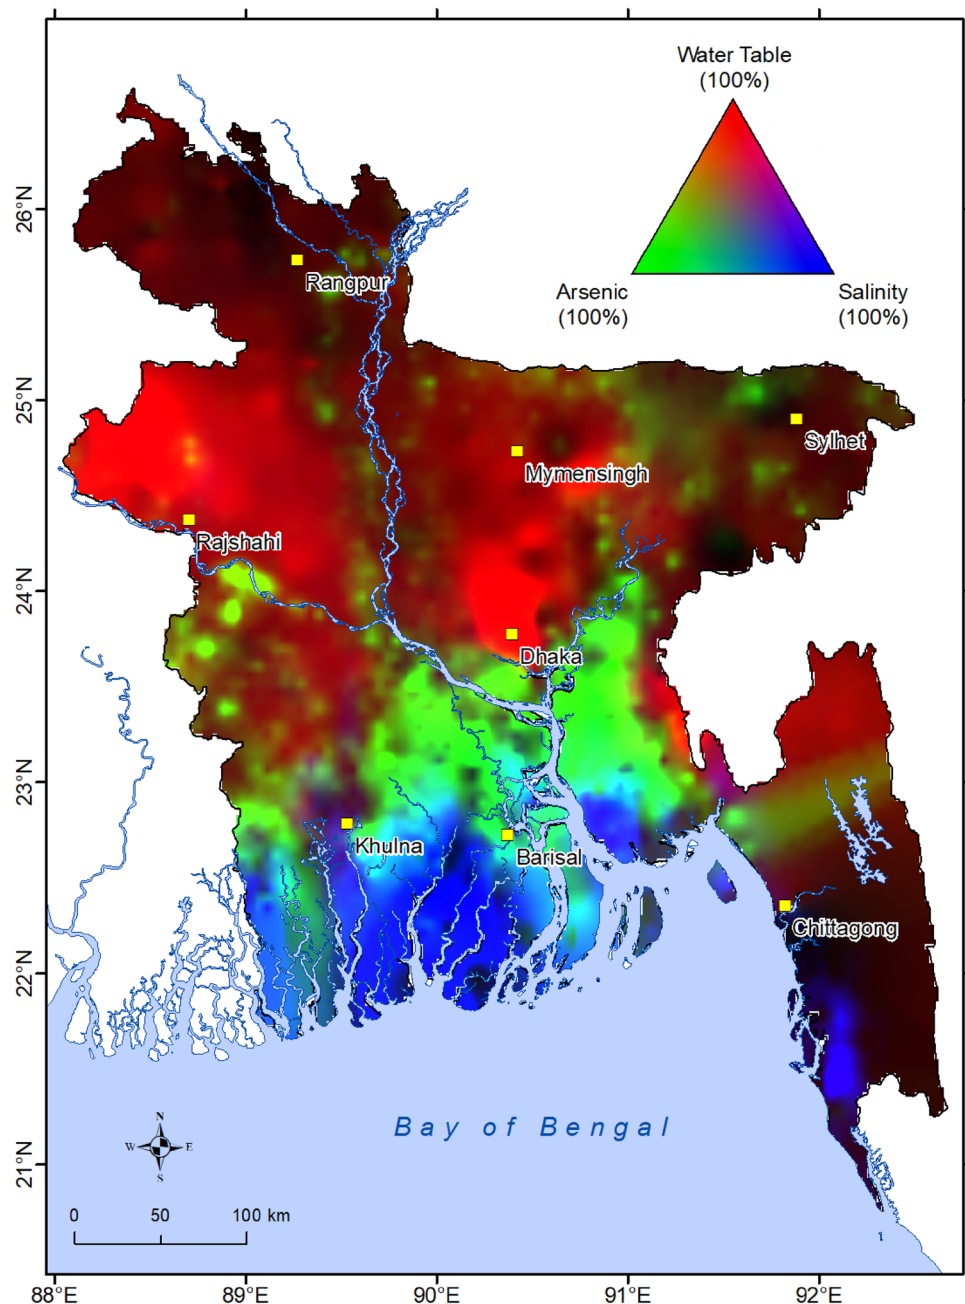 Water Table
(100%)
Arsenic
(100%)
Salinity
(100%)
26°N
25°N
24°N
23°N
22°N
21°N
Rangpur
Sylhet
Mymensingh
Rajshahi
Dhaka
Khulna
Barisal
Chittagong
Bay of Bengal
N
W
E
S
0
50
100 km
88°E
89°E
90°E
91°E
92°E